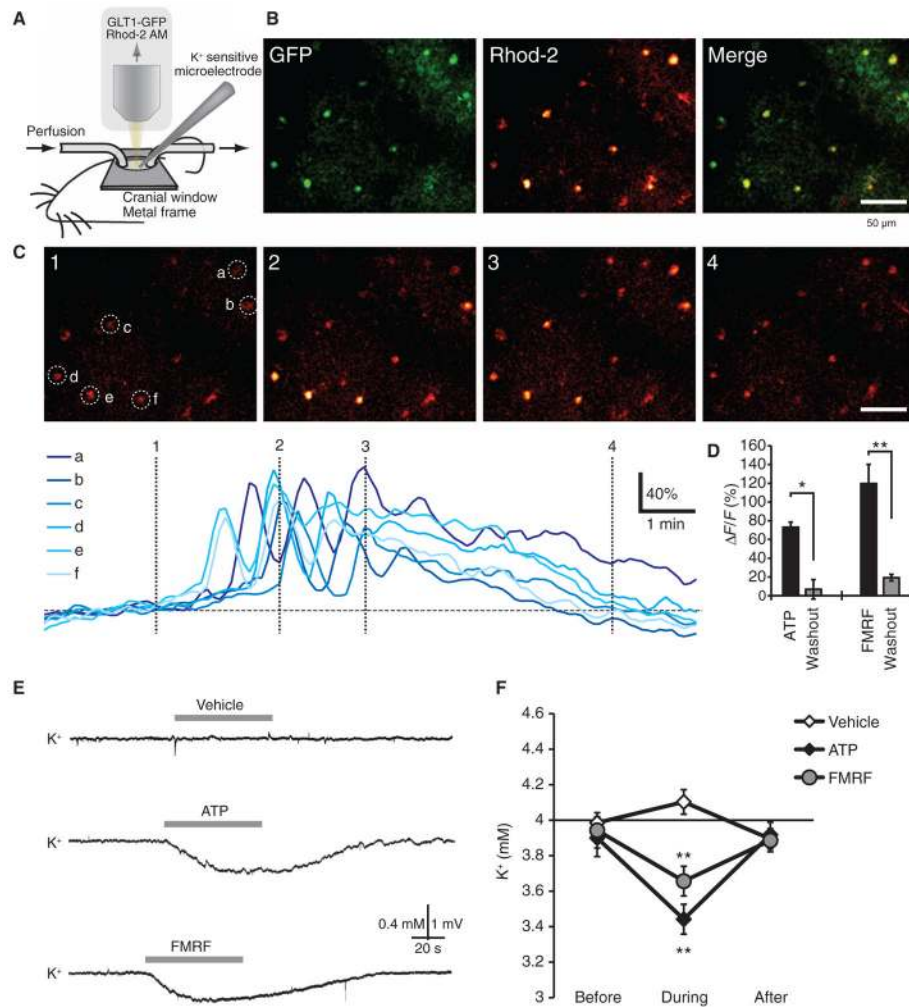 A
GLT1-GFP
Rhod-2 AM
K⁺ sensitive
microelectrode
Perfusion
Cranial window
Metal frame
B
GFP
Rhod-2
Merge
50 µm
C
1
2
3
4
a
b
c
d
e
f
1
2
3
4
a
b
c
d
e
f
40%
1 min
D
ΔF/F (%)
160
140
120
100
80
60
40
20
0
*
**
ATP
Washout
FMRF
Washout
E
Vehicle
K⁺
ATP
K⁺
0.4 mM 1 mV
20 s
FMRF
K⁺
F
K⁺ (mM)
4.6
4.4
4.2
4
3.8
3.6
3.4
3.2
3
Vehicle
ATP
FMRF
**
**
Before During After